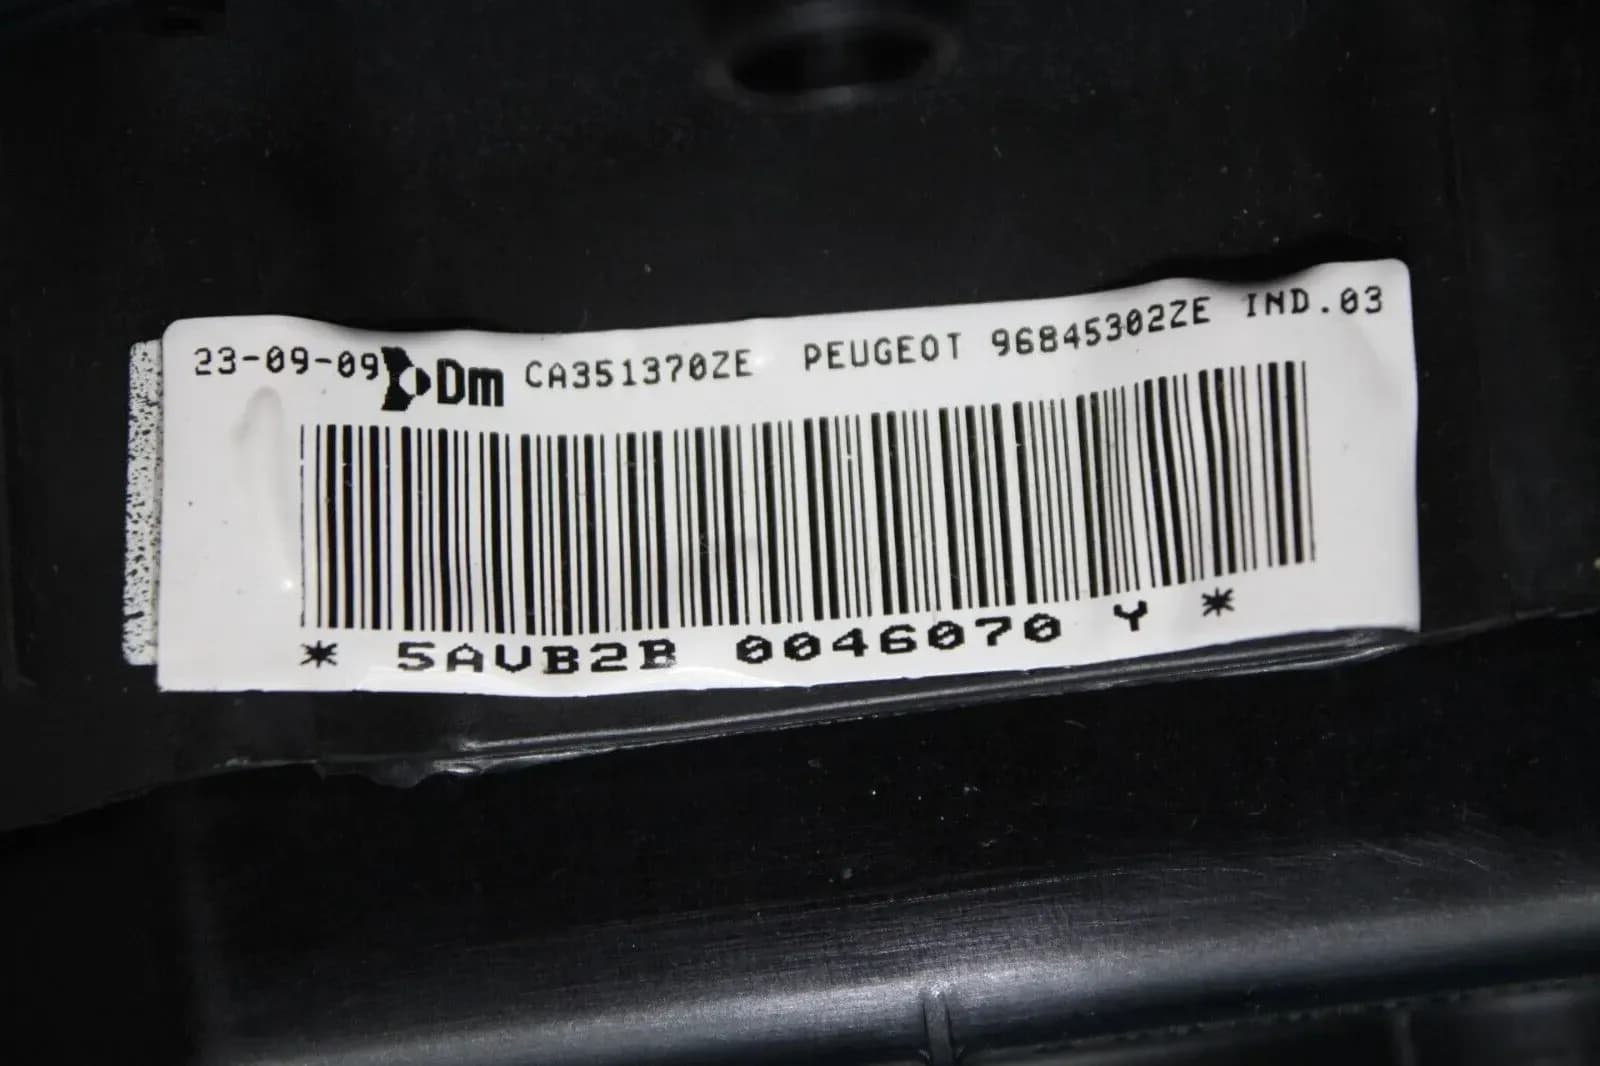 23-09-09 Dm CA351370ZE PEUGEOT 96845302ZE IND.03
* 5AVB2B 0046070 Y *